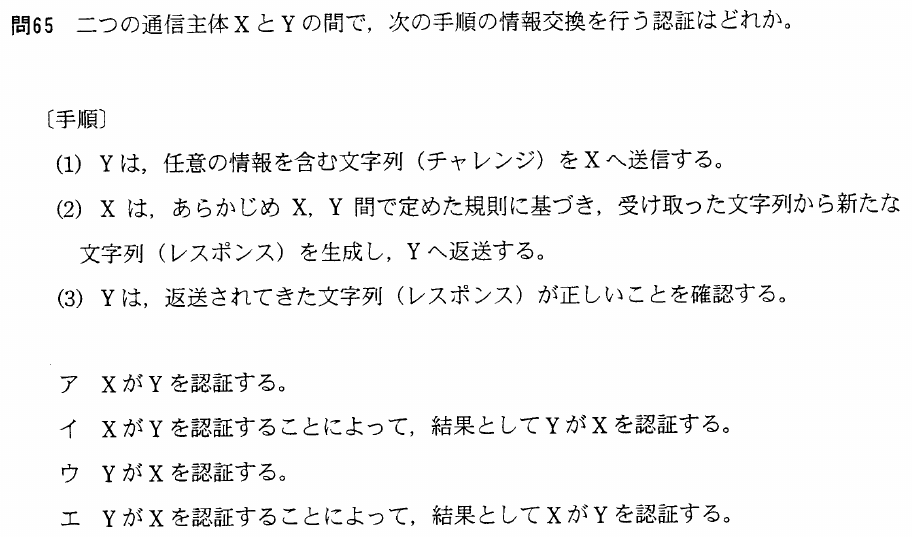 問65 二つの通信主体XとYの間で，次の手順の情報交換を行う認証はどれか。
〔手順〕
(1) Yは，任意の情報を含む文字列（チャレンジ）をXへ送信する。
(2) Xは，あらかじめX，Y間で定めた規則に基づき，受け取った文字列から新たな
文字列（レスポンス）を生成し，Yへ返送する。
(3) Yは，返送されてきた文字列（レスポンス）が正しいことを確認する。
ア XがYを認証する。
イ XがYを認証することによって，結果としてYがXを認証する。
ウ YがXを認証する。
エ YがXを認証することによって，結果としてXがYを認証する。